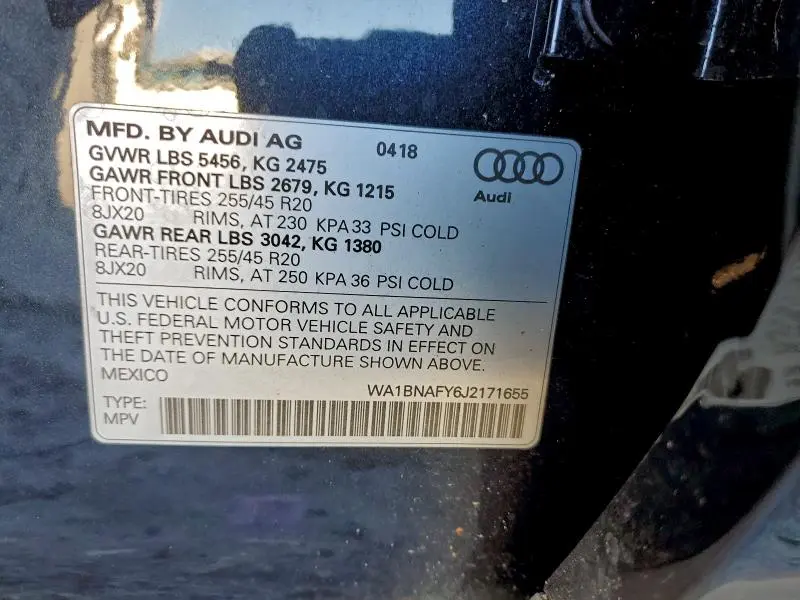 MFD. BY AUDI AG 0418
GVWR LBS 5456, KG 2475
GAWR FRONT LBS 2679, KG 1215
Audi
FRONT-TIRES 255/45 R20
8JX20 RIMS, AT 230 KPA 33 PSI COLD
GAWR REAR LBS 3042, KG 1380
REAR-TIRES 255/45 R20
8JX20 RIMS, AT 250 KPA 36 PSI COLD
THIS VEHICLE CONFORMS TO ALL APPLICABLE
U.S. FEDERAL MOTOR VEHICLE SAFETY AND
THEFT PREVENTION STANDARDS IN EFFECT ON
THE DATE OF MANUFACTURE SHOWN ABOVE.
MEXICO
WA1BNAFY6J2171655
TYPE:
MPV